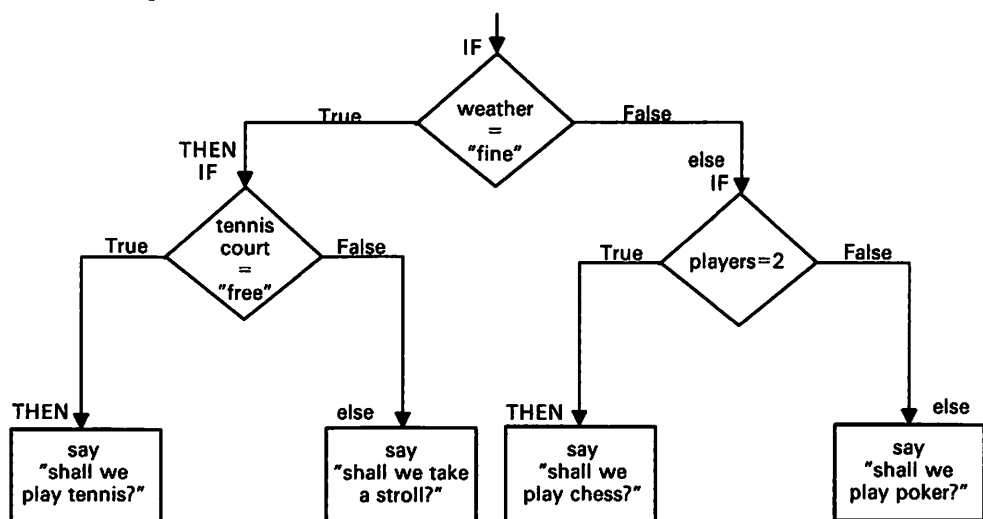 IF
weather
=
"fine"
True
False
THEN
IF
else
IF
tennis
court
=
"free"
True
False
players=2
True
False
THEN
say
"shall we
play tennis?"
else
say
"shall we take
a stroll?"
THEN
say
"shall we
play chess?"
else
say
"shall we
play poker?"